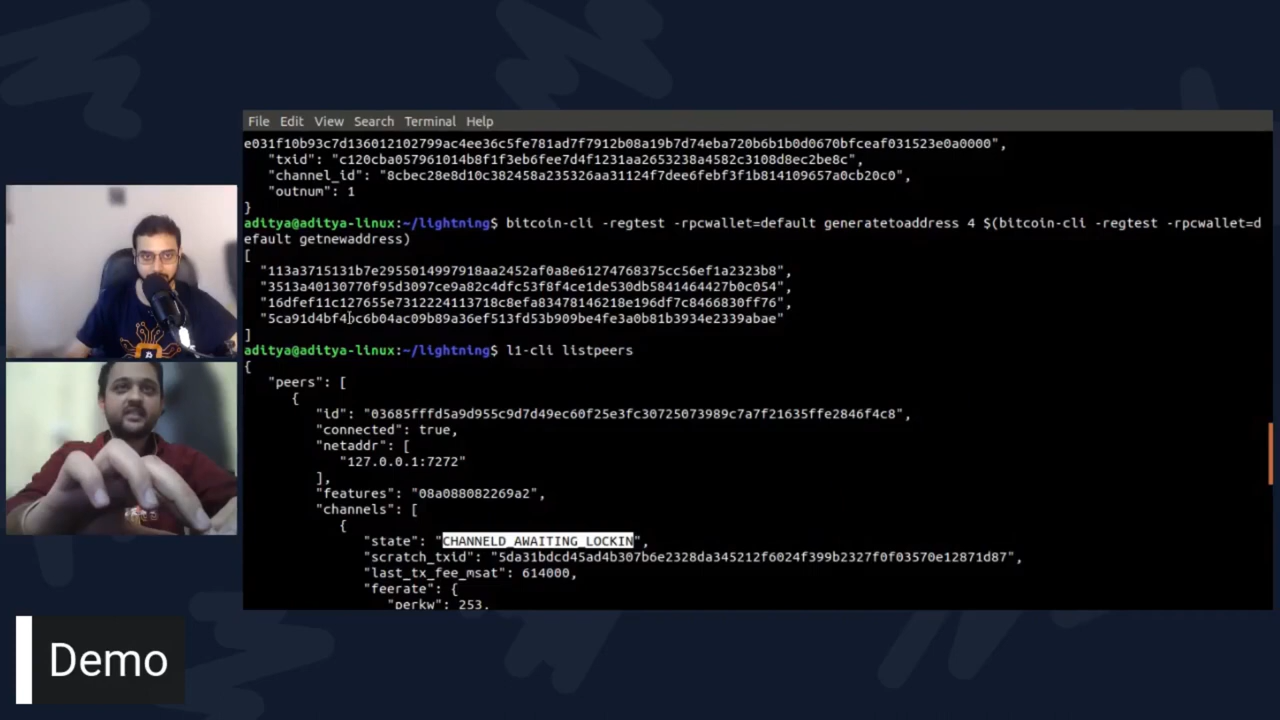 File Edit View Search Terminal Help
e031f10b93c7d136012102799ac4ee36c5fe781ad7f7912b08a19b7d74eba720b6b1b0d0670bfceaf031523e0a0000",
"txid": "c120cba057961014b8f1f3eb6fee7d4f1231aa2653238a4582c3108d8ec2be8c",
"channel_id": "8cbec28e8d10c382458a235326aa31124f7dee6febf3f1b814109657a0cb20c0",
"outnum": 1
}
aditya@aditya-linux:~/lightning$ bitcoin-cli -regtest -rpcwallet=default generatetoaddress 4 $(bitcoin-cli -regtest -rpcwallet=d
efault getnewaddress)
[
"113a3715131b7e2955014997918aa2452af0a8e61274768375cc56ef1a2323b8",
"3513a40130770f95d3097ce9a82c4dfc53f8f4ce1de530db5841464427b0c054",
"16dfef11c127655e7312224113718c8efa83478146218e196df7c8466830ff76",
"5ca91d4bf4bc6b04ac09b89a36ef513fd53b909be4fe3a0b81b3934e2339abae"
]
aditya@aditya-linux:~/lightning$ l1-cli listpeers
{
"peers": [
{
"id": "03685fffd5a9d955c9d7d49ec60f25e3fc30725073989c7a7f21635ffe2846f4c8",
"connected": true,
"netaddr": [
"127.0.0.1:7272"
],
"features": "08a088082269a2",
"channels": [
{
"state": "CHANNELD_AWAITING_LOCKIN",
"scratch_txid": "5da31bdcd45ad4b307b6e2328da345212f6024f399b2327f0f03570e12871d87",
"last_tx_fee_msat": 614000,
"feerate": {
"perkw": 253,
Demo